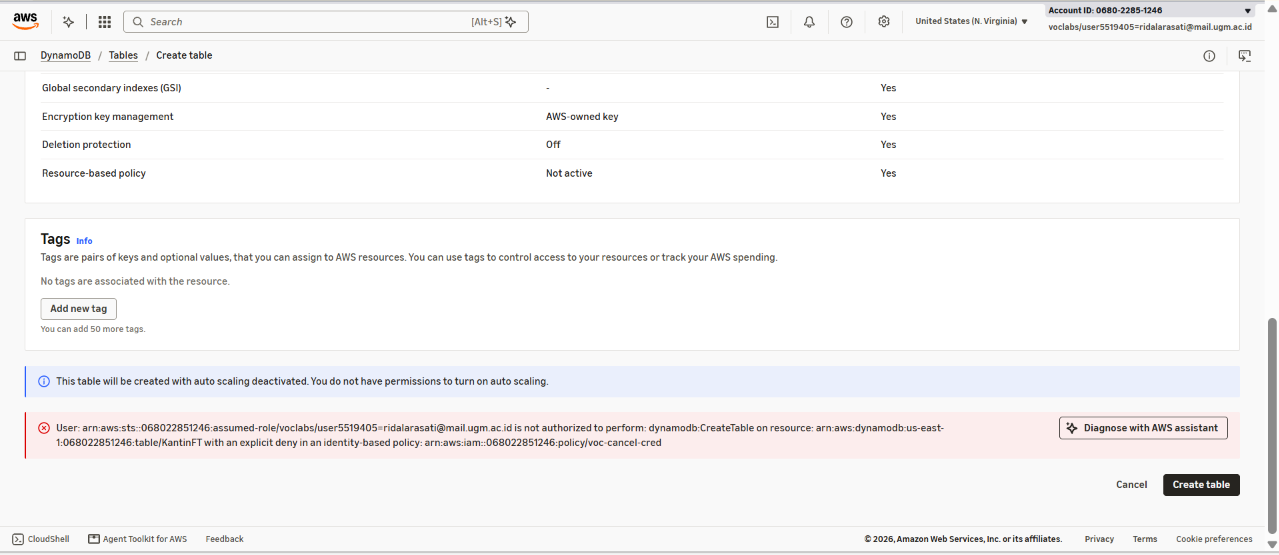 aws
Search [Alt+S]
United States (N. Virginia) ▼
Account ID: 0680-2285-1246 ▼
voclabs/user5519405=ridalarasati@mail.ugm.ac.id
DynamoDB / Tables / Create table
Global secondary indexes (GSI) - Yes
Encryption key management AWS-owned key Yes
Deletion protection Off Yes
Resource-based policy Not active Yes
Tags Info
Tags are pairs of keys and optional values, that you can assign to AWS resources. You can use tags to control access to your resources or track your AWS spending.
No tags are associated with the resource.
Add new tag
You can add 50 more tags.
This table will be created with auto scaling deactivated. You do not have permissions to turn on auto scaling.
User: arn:aws:sts::068022851246:assumed-role/voclabs/user5519405=ridalarasati@mail.ugm.ac.id is not authorized to perform: dynamodb:CreateTable on resource: arn:aws:dynamodb:us-east-
1:068022851246:table/KantinFT with an explicit deny in an identity-based policy: arn:aws:iam::068022851246:policy/voc-cancel-cred
Diagnose with AWS assistant
Cancel Create table
CloudShell Agent Toolkit for AWS Feedback © 2026, Amazon Web Services, Inc. or its affiliates. Privacy Terms Cookie preferences